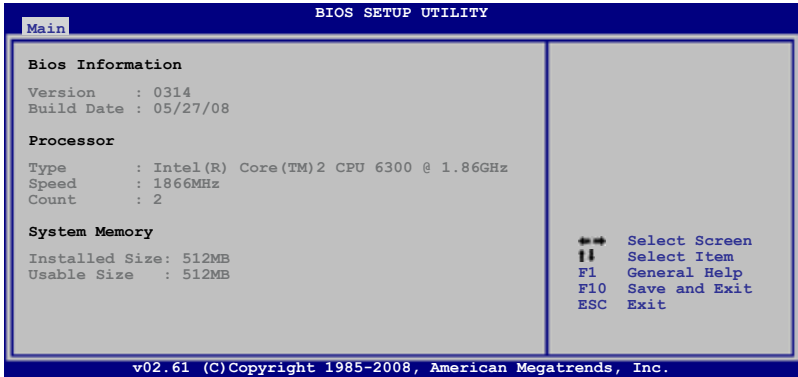 BIOS SETUP UTILITY
Main
Bios Information
Version : 0314
Build Date : 05/27/08
Processor
Type : Intel(R) Core(TM)2 CPU 6300 @ 1.86GHz
Speed : 1866MHz
Count : 2
System Memory
Installed Size: 512MB
Usable Size : 512MB
←→ Select Screen
↑↓ Select Item
F1 General Help
F10 Save and Exit
ESC Exit
v02.61 (C)Copyright 1985-2008, American Megatrends, Inc.